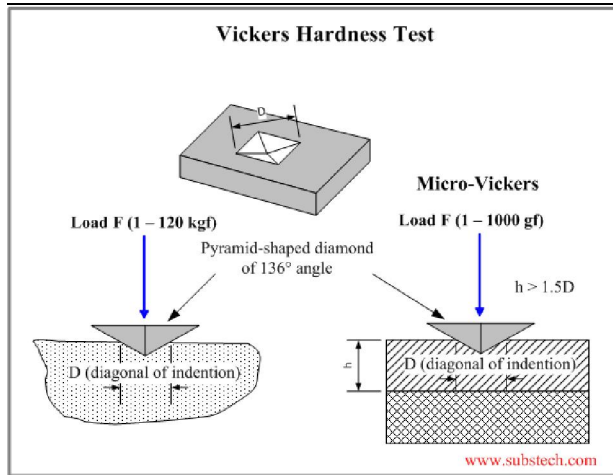 Vickers Hardness Test
D
Micro-Vickers
Load F (1 – 120 kgf)
Load F (1 – 1000 gf)
Pyramid-shaped diamond
of 136° angle
h > 1.5D
D (diagonal of indention)
h
D (diagonal of indention)
www.substech.com